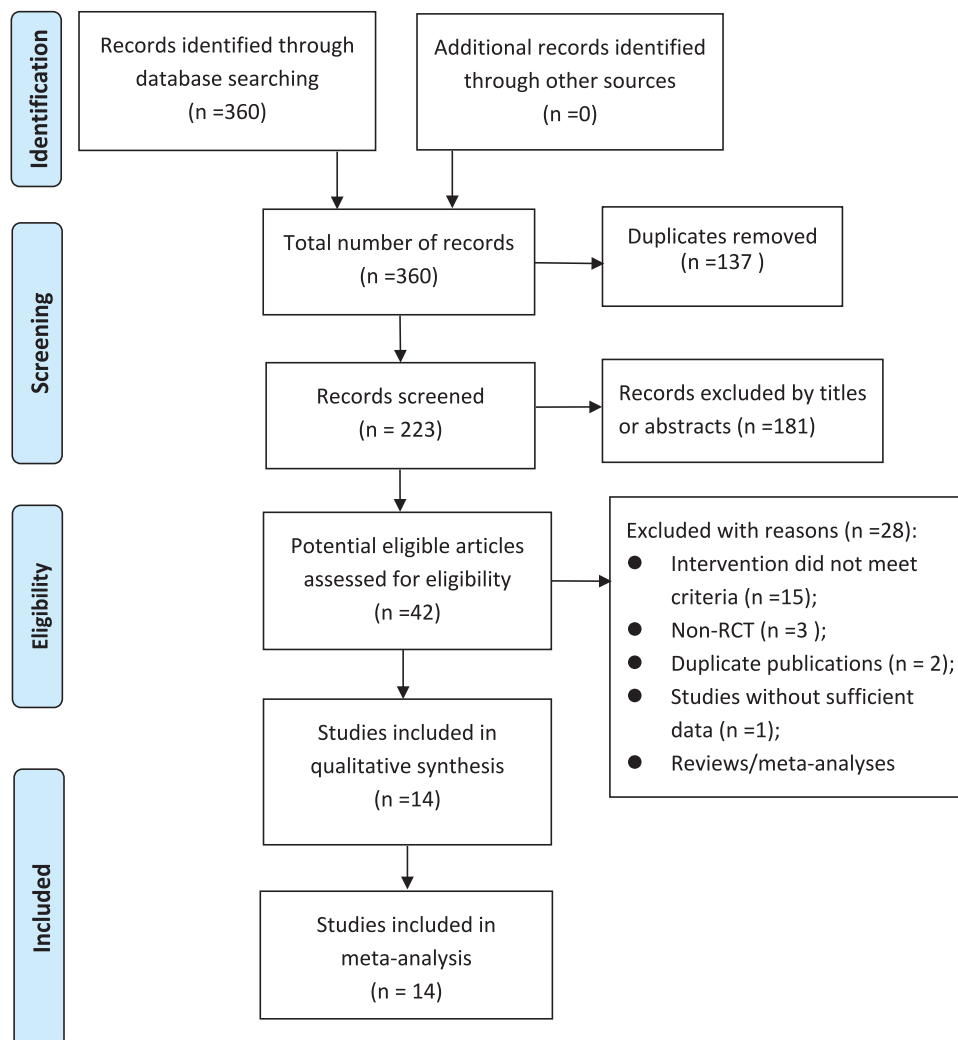 Identification
Records identified through
database searching
(n =360)
Additional records identified
through other sources
(n =0)
Screening
Total number of records
(n =360)
Duplicates removed
(n =137 )
Records screened
(n = 223)
Records excluded by titles
or abstracts (n =181)
Eligibility
Potential eligible articles
assessed for eligibility
(n =42)
Excluded with reasons (n =28):
● Intervention did not meet
criteria (n =15);
● Non-RCT (n =3 );
● Duplicate publications (n = 2);
● Studies without sufficient
data (n =1);
● Reviews/meta-analyses
Studies included in
qualitative synthesis
(n =14)
Included
Studies included in
meta-analysis
(n = 14)